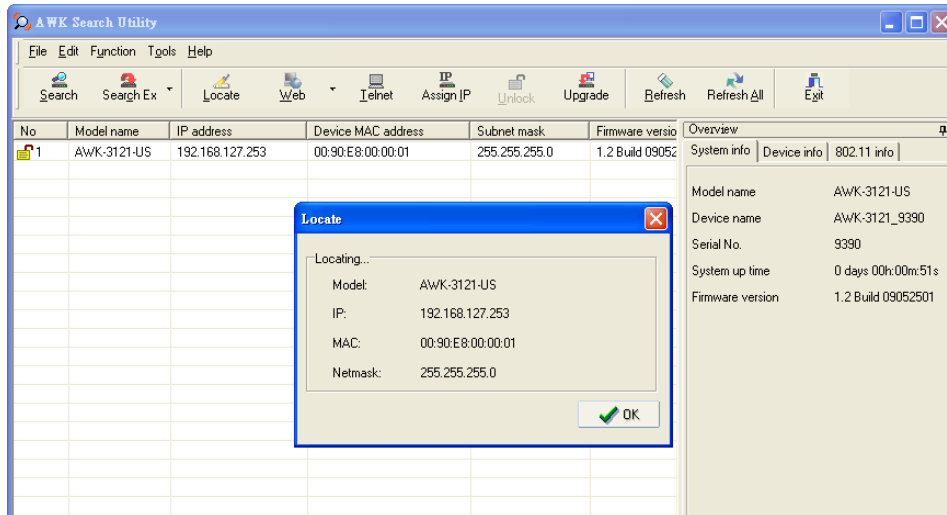 AWK Search Utility
File Edit Function Tools Help
Search Search Ex Locate Web Telnet Assign IP Unlock Upgrade Refresh Refresh All Exit
IP
No Model name IP address Device MAC address Subnet mask Firmware versio
1 AWK-3121-US 192.168.127.253 00:90:E8:00:00:01 255.255.255.0 1.2 Build 09052
Overview
System info Device info 802.11 info
Model name AWK-3121-US
Device name AWK-3121_9390
Serial No. 9390
System up time 0 days 00h:00m:51s
Firmware version 1.2 Build 09052501
Locate
Locating...
Model: AWK-3121-US
IP: 192.168.127.253
MAC: 00:90:E8:00:00:01
Netmask: 255.255.255.0
OK